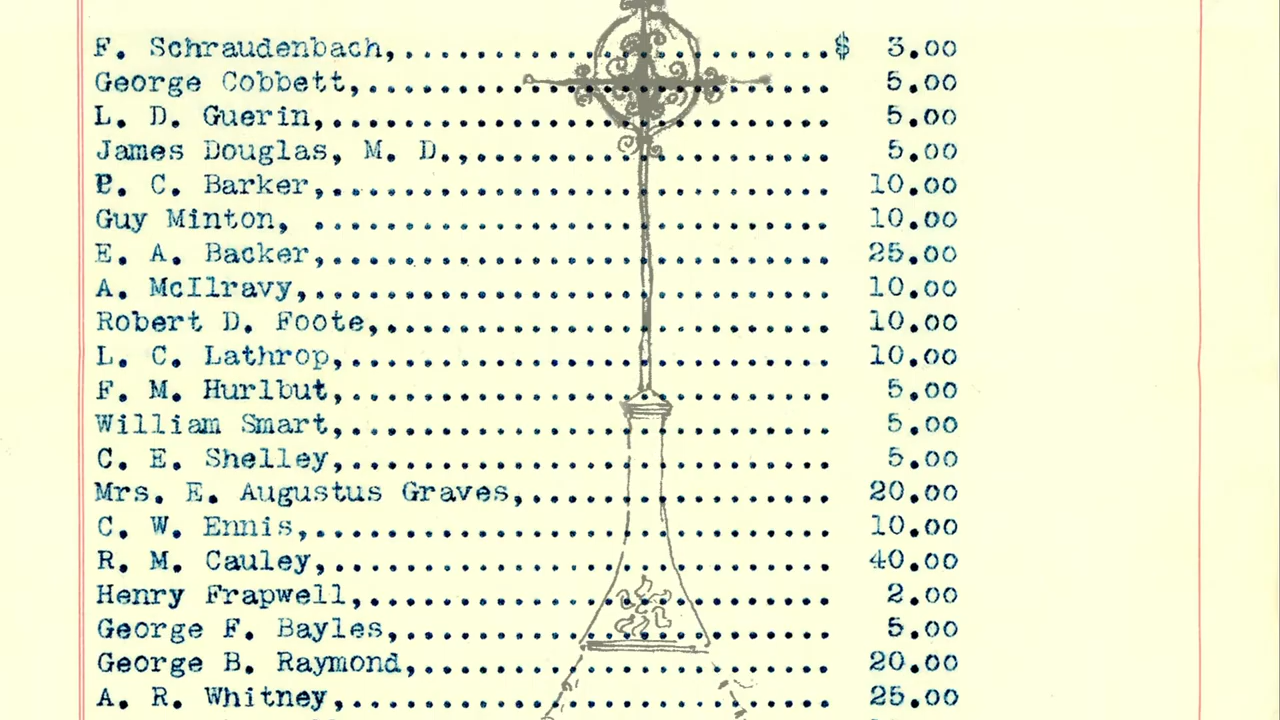 F. Schraudenbach,........................$ 3.00
George Cobbett,.......................... 5.00
L. D. Guerin,............................ 5.00
James Douglas, M. D.,.................... 5.00
P. C. Barker,............................ 10.00
Guy Minton, ............................. 10.00
E. A. Backer,............................ 25.00
A. McIlravy,............................. 10.00
Robert D. Foote,......................... 10.00
L. C. Lathrop,........................... 10.00
F. M. Hurlbut,........................... 5.00
William Smart,........................... 5.00
C. E. Shelley,........................... 5.00
Mrs. E. Augustus Graves,................. 20.00
C. W. Ennis,............................. 10.00
R. M. Cauley,............................ 40.00
Henry Frapwell,.......................... 2.00
George F. Bayles,........................ 5.00
George B. Raymond,....................... 20.00
A. R. Whitney,........................... 25.00